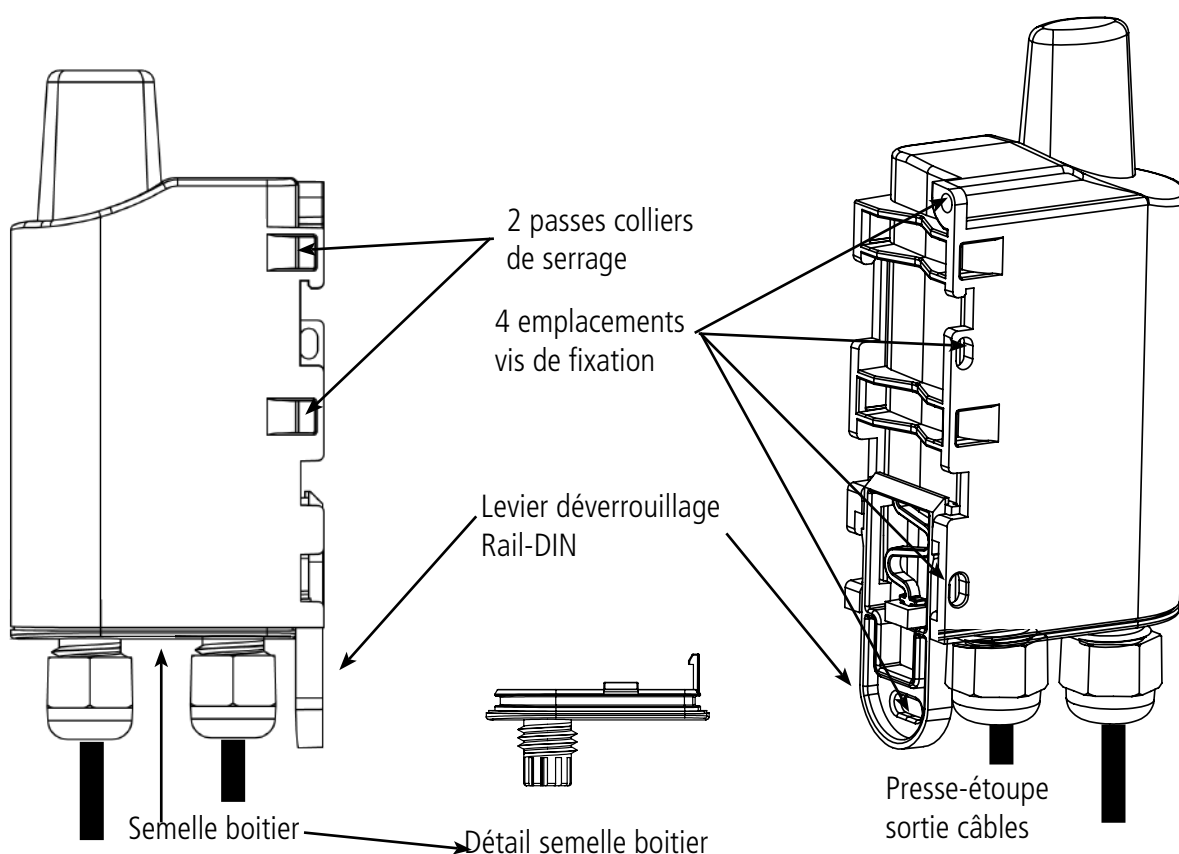 2 passes colliers
de serrage
4 emplacements
vis de fixation
Levier déverrouillage
Rail-DIN
Presse-étoupe
sortie câbles
Semelle boitier
Détail semelle boitier